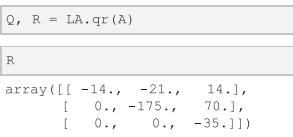 Q, R = LA.qr(A)
R
array([[ -14.,  -21.,   14.],
       [   0., -175.,   70.],
       [   0.,    0.,  -35.]])